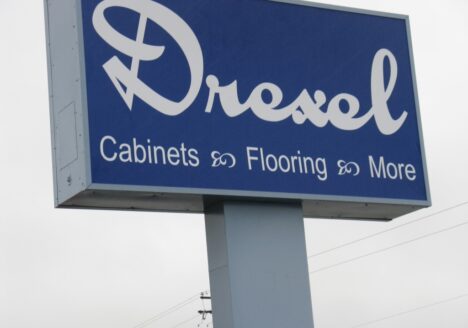 Drexel
Cabinets Flooring More